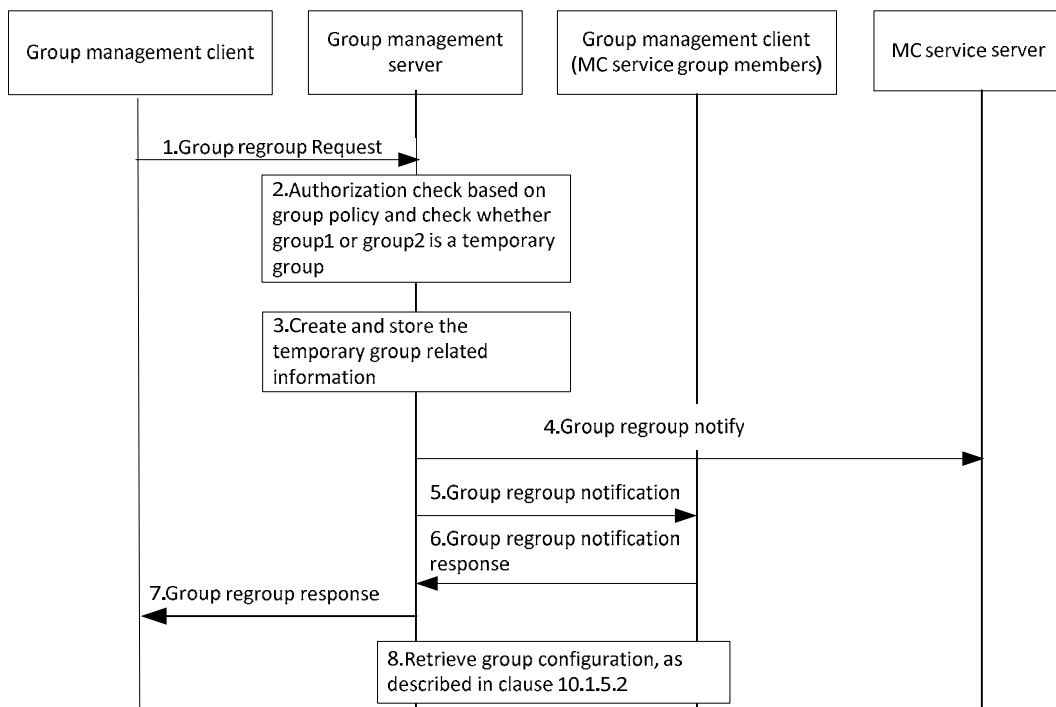 Group management client
Group management
server
Group management client
(MC service group members)
MC service server
1.Group regroup Request
2.Authorization check based on
group policy and check whether
group1 or group2 is a temporary
group
3.Create and store the
temporary group related
information
4.Group regroup notify
5.Group regroup notification
6.Group regroup notification
response
7.Group regroup response
8.Retrieve group configuration, as
described in clause 10.1.5.2